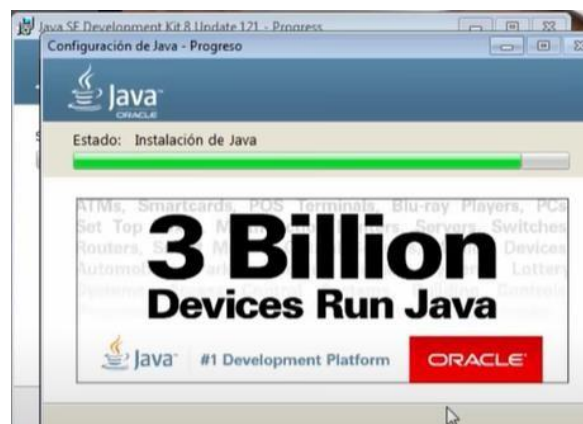 Java SE Development Kit 8 Update 121 - Progress
Configuración de Java - Progreso
Java
ORACLE
Estado: Instalación de Java
ATMs, Smartcards, POS Terminals, Blu-ray Players, PCs
Set Top Servers, Switches
Routers, Devices
Lottery
3 Billion
Devices Run Java
Java #1 Development Platform ORACLE